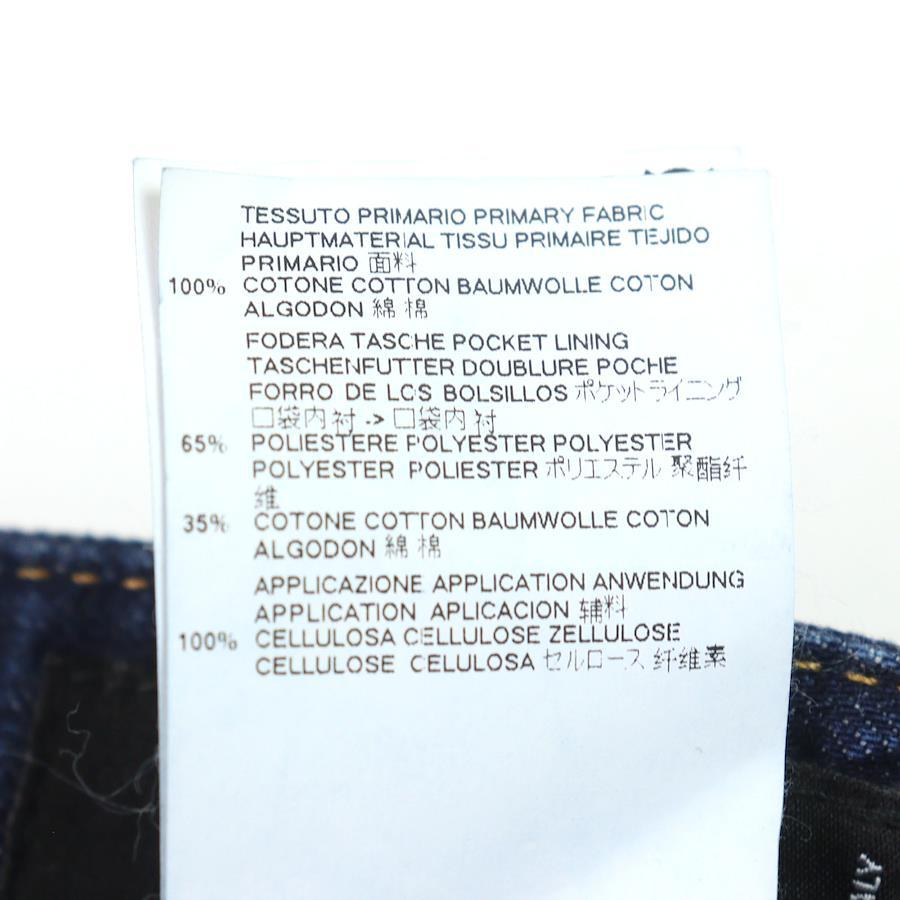 TESSUTO PRIMARIO PRIMARY FABRIC
HAUPTMATERIAL TISSU PRIMAIRE TEJIDO
PRIMARIO 面料
100% COTONE COTTON BAUMWOLLE COTON
ALGODON 綿 棉
FODERA TASCHE POCKET LINING
TASCHENFUTTER DOUBLURE POCHE
FORRO DE LOS BOLSILLOS ポケットライニング
口袋内衬 -> 口袋内衬
65% POLIESTERE POLYESTER POLYESTER
POLYESTER POLIESTER ポリエステル 聚酯纤
维
35% COTONE COTTON BAUMWOLLE COTON
ALGODON 綿 棉
APPLICAZIONE APPLICATION ANWENDUNG
APPLICATION APLICACION 辅料
100% CELLULOSA CELLULOSE ZELLULOSE
CELLULOSE CELULOSA セルロース 纤维素